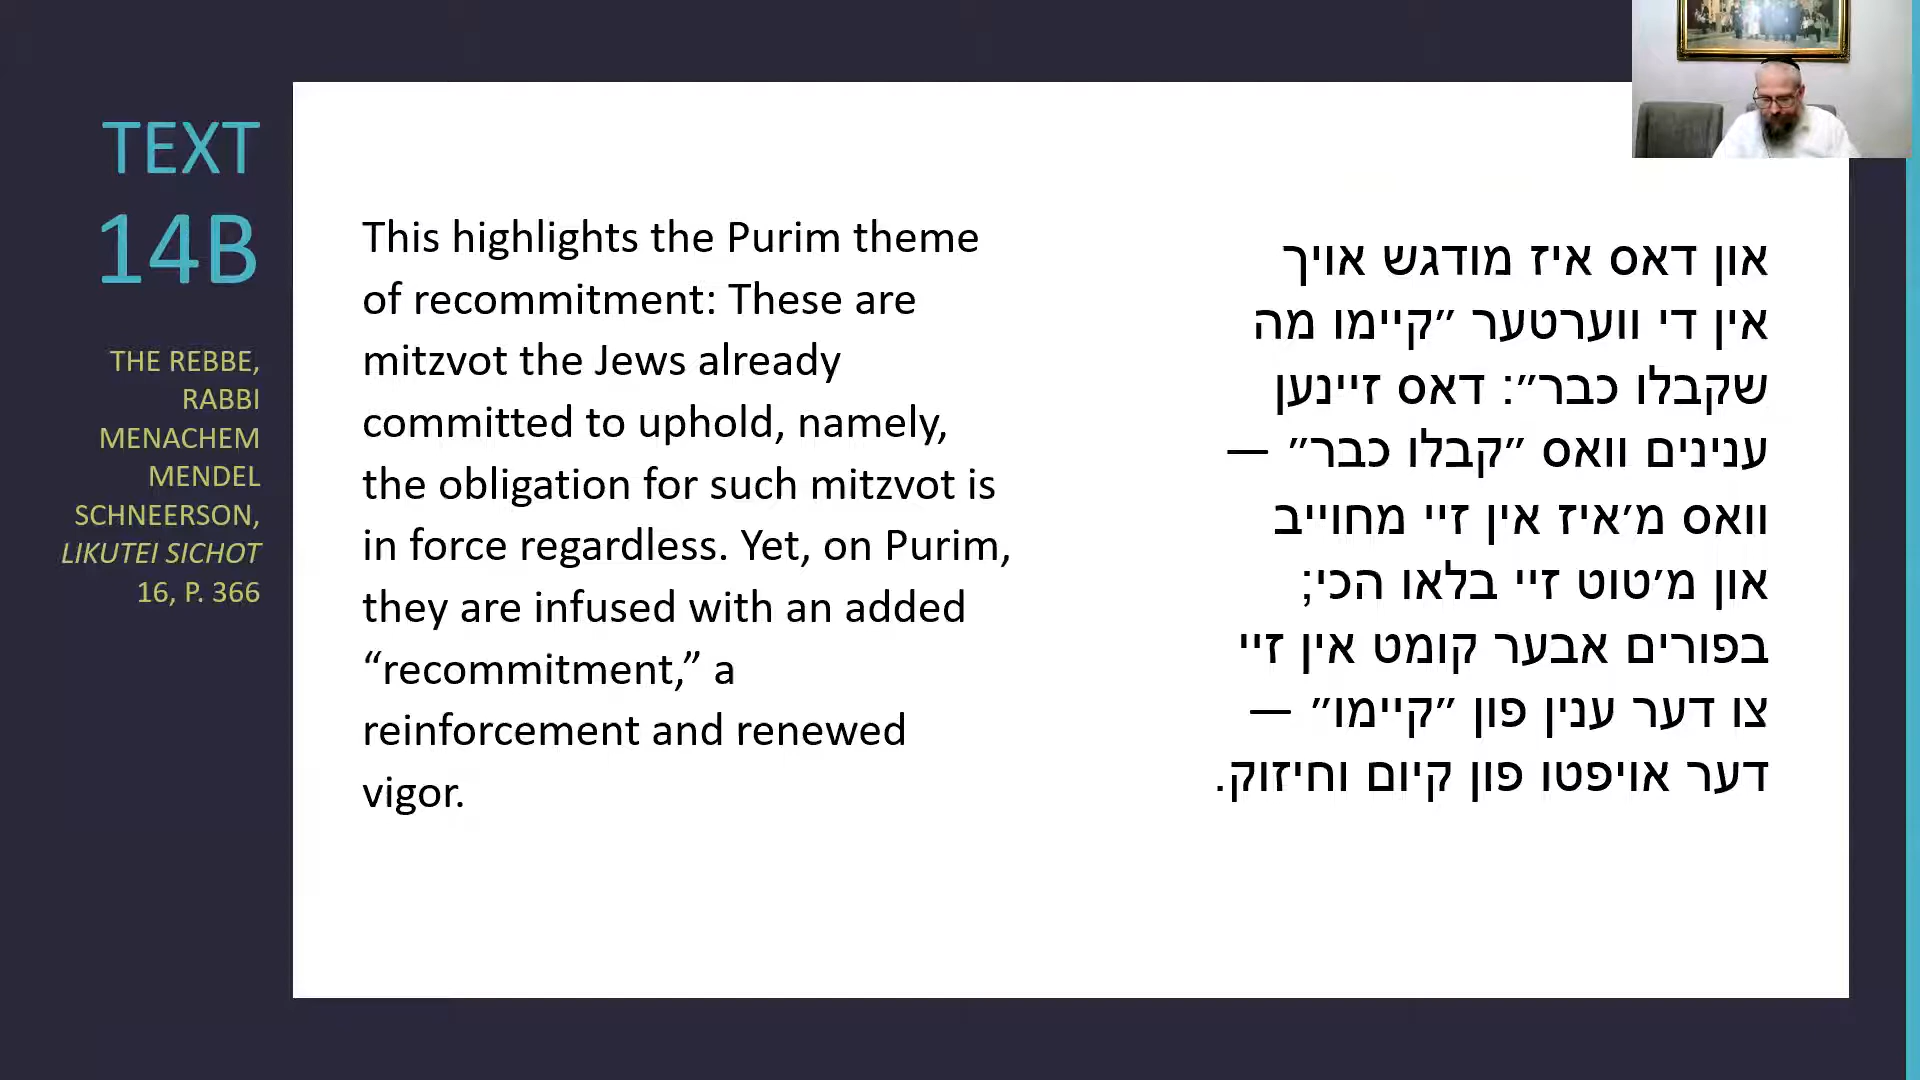 TEXT
14B
THE REBBE,
RABBI
MENACHEM
MENDEL
SCHNEERSON,
LIKUTEI SICHOT
16, P. 366
This highlights the Purim theme
of recommitment: These are
mitzvot the Jews already
committed to uphold, namely,
the obligation for such mitzvot is
in force regardless. Yet, on Purim,
they are infused with an added
“recommitment,” a
reinforcement and renewed
vigor.
און דאס איז מודגש אויך
אין די ווערטער ״קיימו מה
שקבלו כבר״: דאס זיינען
ענינים וואס ״קבלו כבר״ —
וואס מ׳איז אין זיי מחוייב
און מ׳טוט זיי בלאו הכי;
בפורים אבער קומט אין זיי
צו דער ענין פון ״קיימו״ —
דער אויפטו פון קיום וחיזוק.